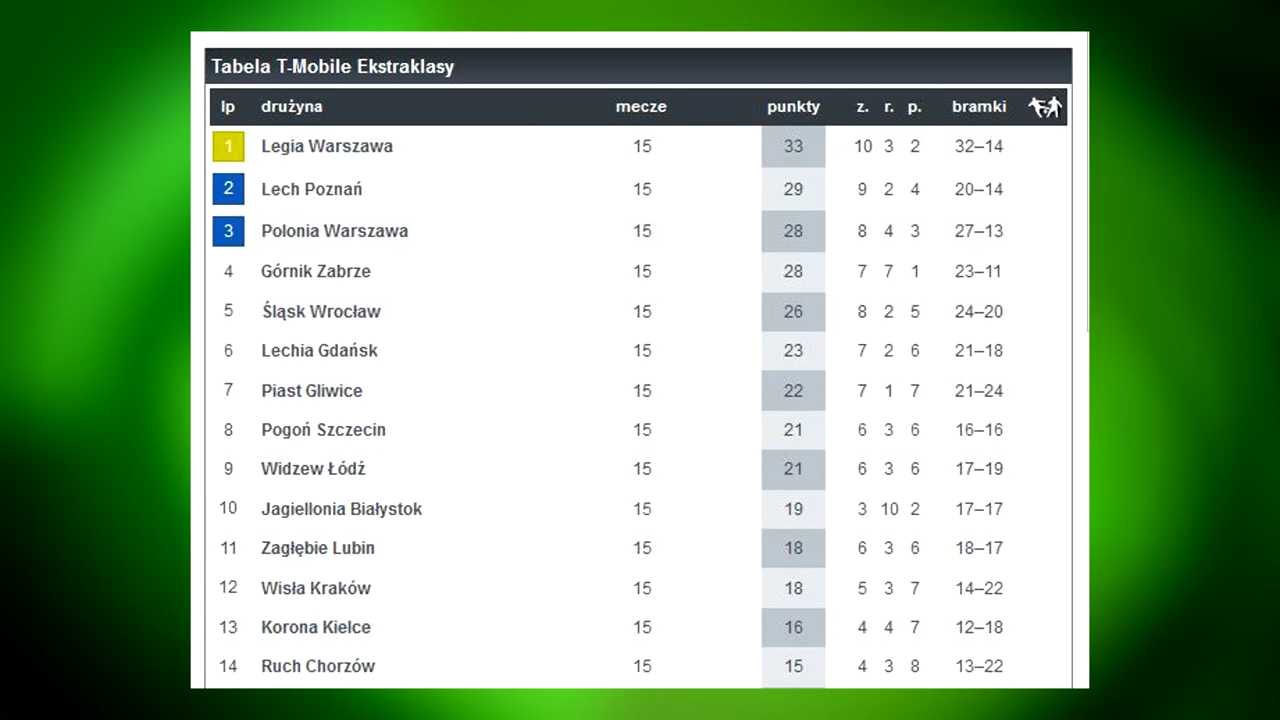 Tabela T-Mobile Ekstraklasy
lp drużyna mecze punkty z. r. p. bramki
1 Legia Warszawa 15 33 10 3 2 32–14
2 Lech Poznań 15 29 9 2 4 20–14
3 Polonia Warszawa 15 28 8 4 3 27–13
4 Górnik Zabrze 15 28 7 7 1 23–11
5 Śląsk Wrocław 15 26 8 2 5 24–20
6 Lechia Gdańsk 15 23 7 2 6 21–18
7 Piast Gliwice 15 22 7 1 7 21–24
8 Pogoń Szczecin 15 21 6 3 6 16–16
9 Widzew Łódź 15 21 6 3 6 17–19
10 Jagiellonia Białystok 15 19 3 10 2 17–17
11 Zagłębie Lubin 15 18 6 3 6 18–17
12 Wisła Kraków 15 18 5 3 7 14–22
13 Korona Kielce 15 16 4 4 7 12–18
14 Ruch Chorzów 15 15 4 3 8 13–22